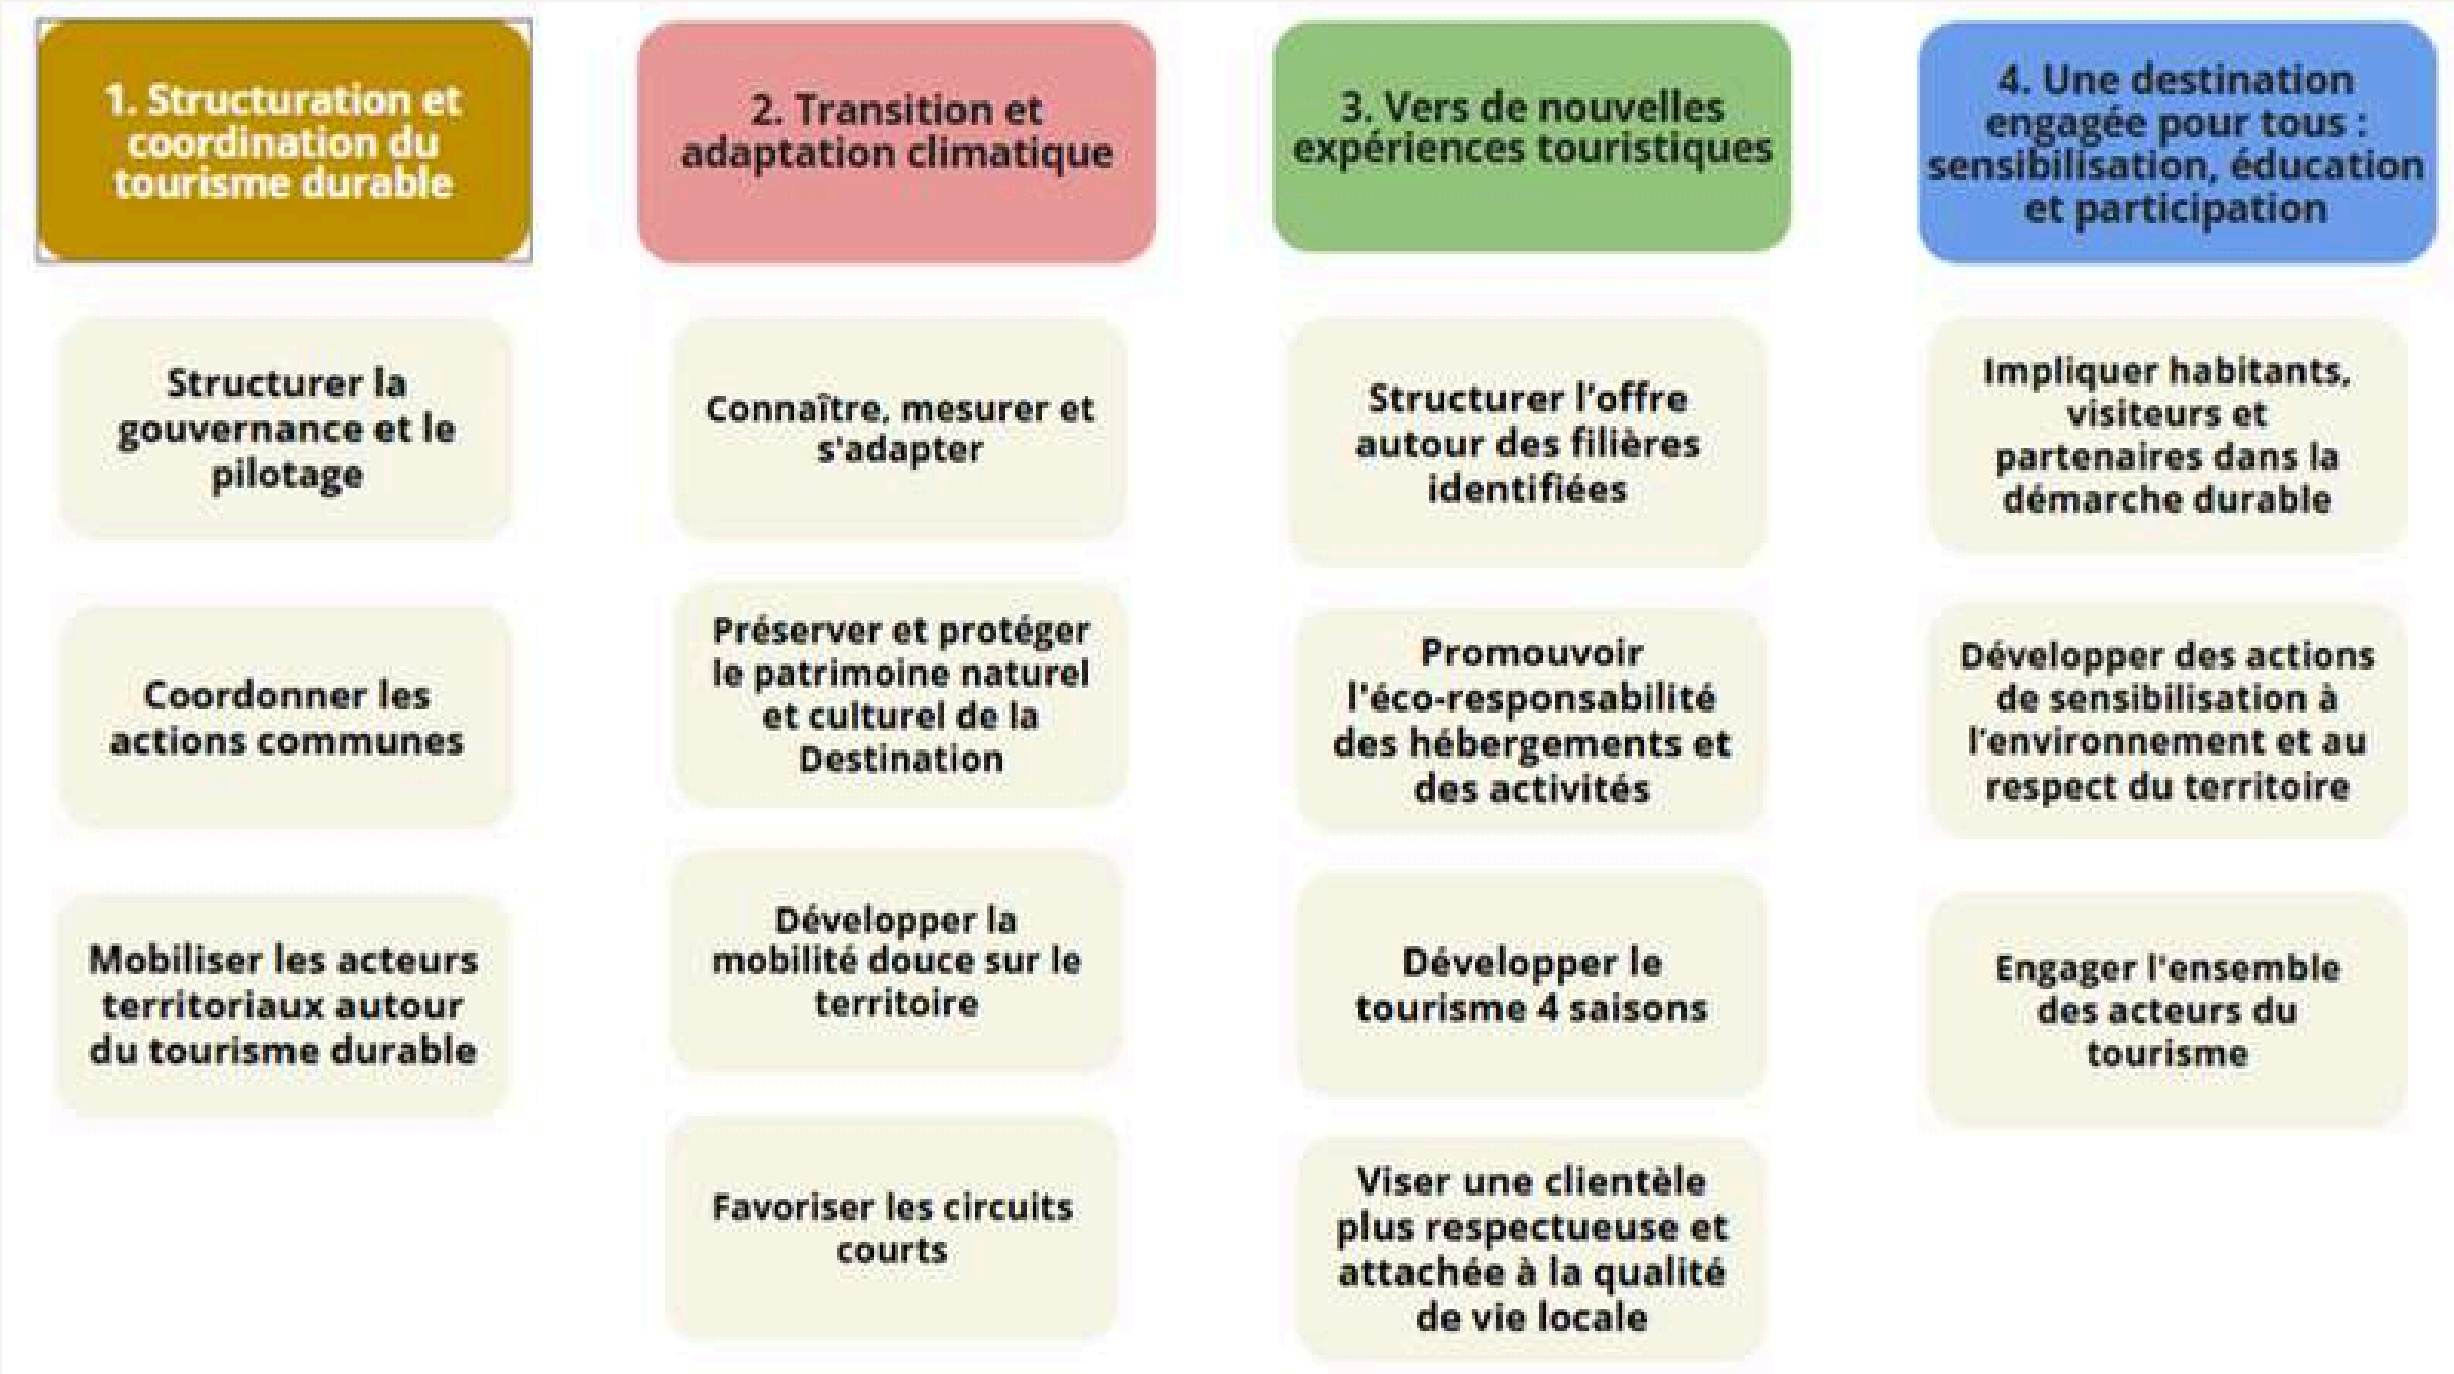 1. Structuration et
coordination du
tourisme durable
Structurer la
gouvernance et le
pilotage
Coordonner les
actions communes
Mobiliser les acteurs
territoriaux autour
du tourisme durable
2. Transition et
adaptation climatique
Connaître, mesurer et
s'adapter
Préserver et protéger
le patrimoine naturel
et culturel de la
Destination
Développer la
mobilité douce sur le
territoire
Favoriser les circuits
courts
3. Vers de nouvelles
expériences touristiques
Structurer l'offre
autour des filières
identifiées
Promouvoir
l'éco-responsabilité
des hébergements et
des activités
Développer le
tourisme 4 saisons
Viser une clientèle
plus respectueuse et
attachée à la qualité
de vie locale
4. Une destination
engagée pour tous :
sensibilisation, éducation
et participation
Impliquer habitants,
visiteurs et
partenaires dans la
démarche durable
Développer des actions
de sensibilisation à
l'environnement et au
respect du territoire
Engager l'ensemble
des acteurs du
tourisme